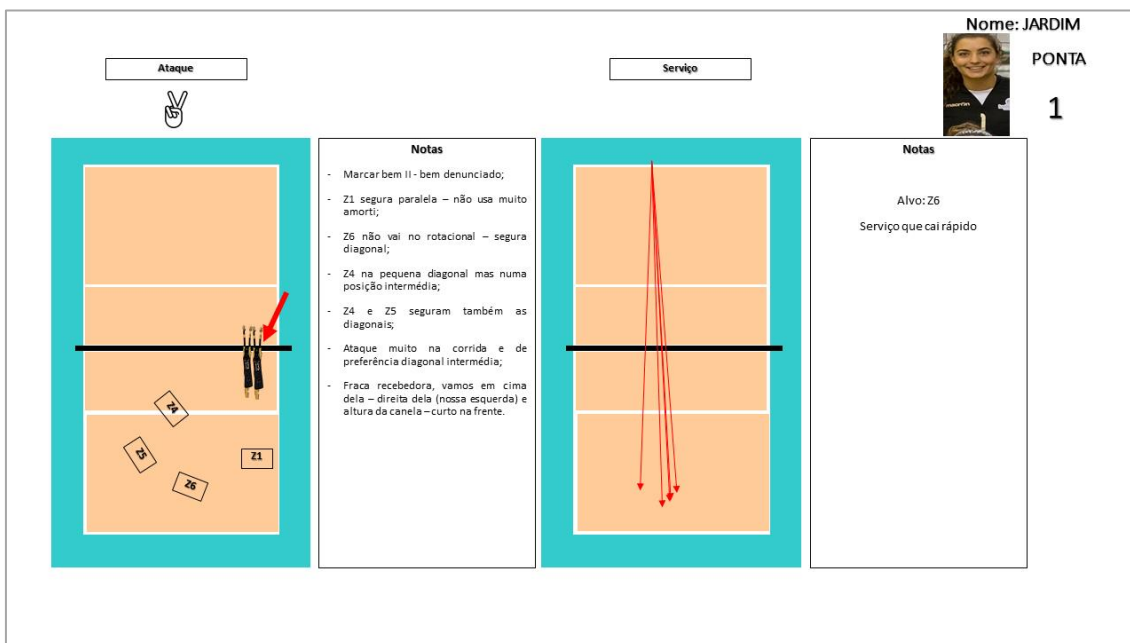 Nome: JARDIM
PONTA
1
Ataque
Serviço
Notas
- Marcar bem II - bem denunciado;
- Z1 segura paralela – não usa muito
amorti;
- Z6 não vai no rotacional – segura
diagonal;
- Z4 na pequena diagonal mas numa
posição intermédia;
- Z4 e Z5 seguram também as
diagonais;
- Ataque muito na corrida e de
preferência diagonal intermédia;
- Fraca recebedora, vamos em cima
dela – direita dela (nossa esquerda) e
altura da canela – curto na frente.
Z4
Z5
Z6
Z1
Notas
Alvo: Z6
Serviço que cai rápido